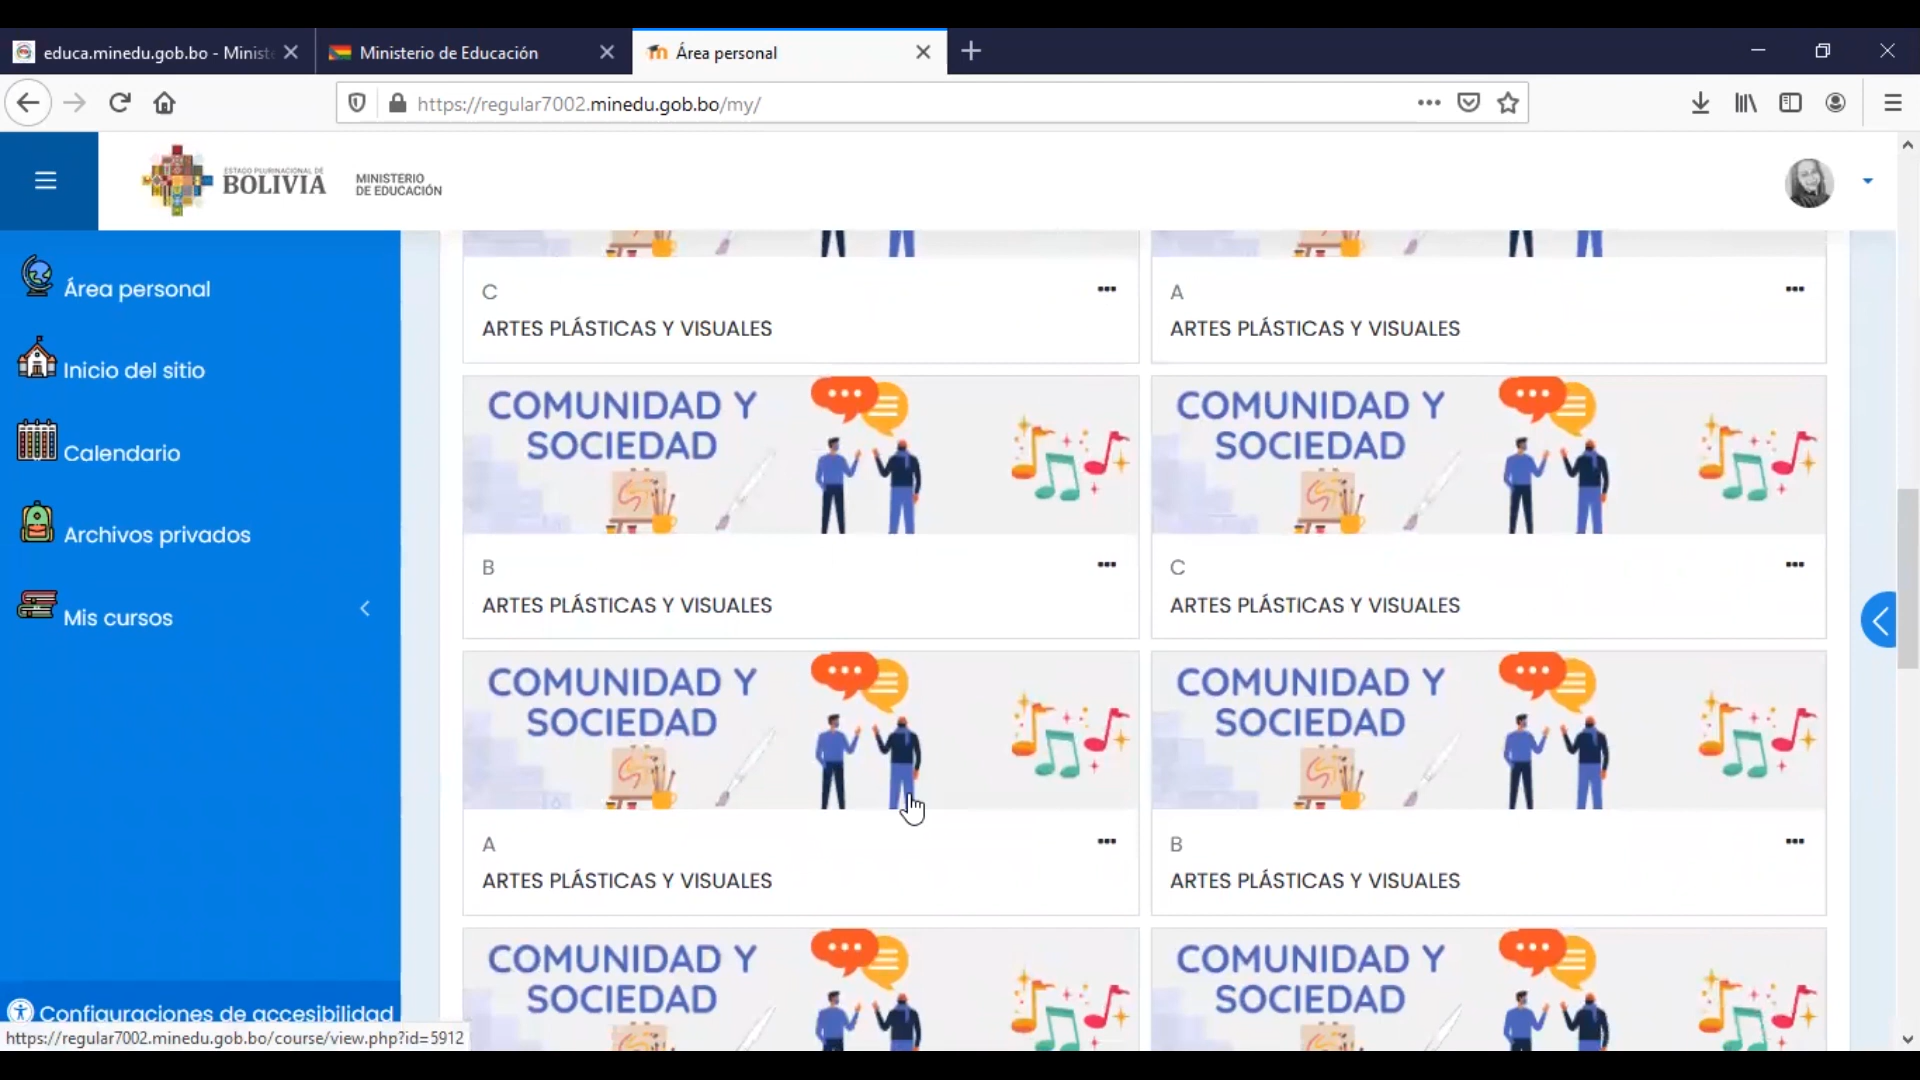 educa.minedu.gob.bo - Minist
Ministerio de Educación
Área personal
https://regular7002.minedu.gob.bo/my/
ESTADO PLURINACIONAL DE
BOLIVIA
MINISTERIO
DE EDUCACIÓN
Área personal
Inicio del sitio
Calendario
Archivos privados
Mis cursos
Configuraciones de accesibilidad
https://regular7002.minedu.gob.bo/course/view.php?id=5912
C
ARTES PLÁSTICAS Y VISUALES
A
ARTES PLÁSTICAS Y VISUALES
COMUNIDAD Y
SOCIEDAD
B
ARTES PLÁSTICAS Y VISUALES
COMUNIDAD Y
SOCIEDAD
C
ARTES PLÁSTICAS Y VISUALES
COMUNIDAD Y
SOCIEDAD
A
ARTES PLÁSTICAS Y VISUALES
COMUNIDAD Y
SOCIEDAD
B
ARTES PLÁSTICAS Y VISUALES
COMUNIDAD Y
SOCIEDAD
COMUNIDAD Y
SOCIEDAD